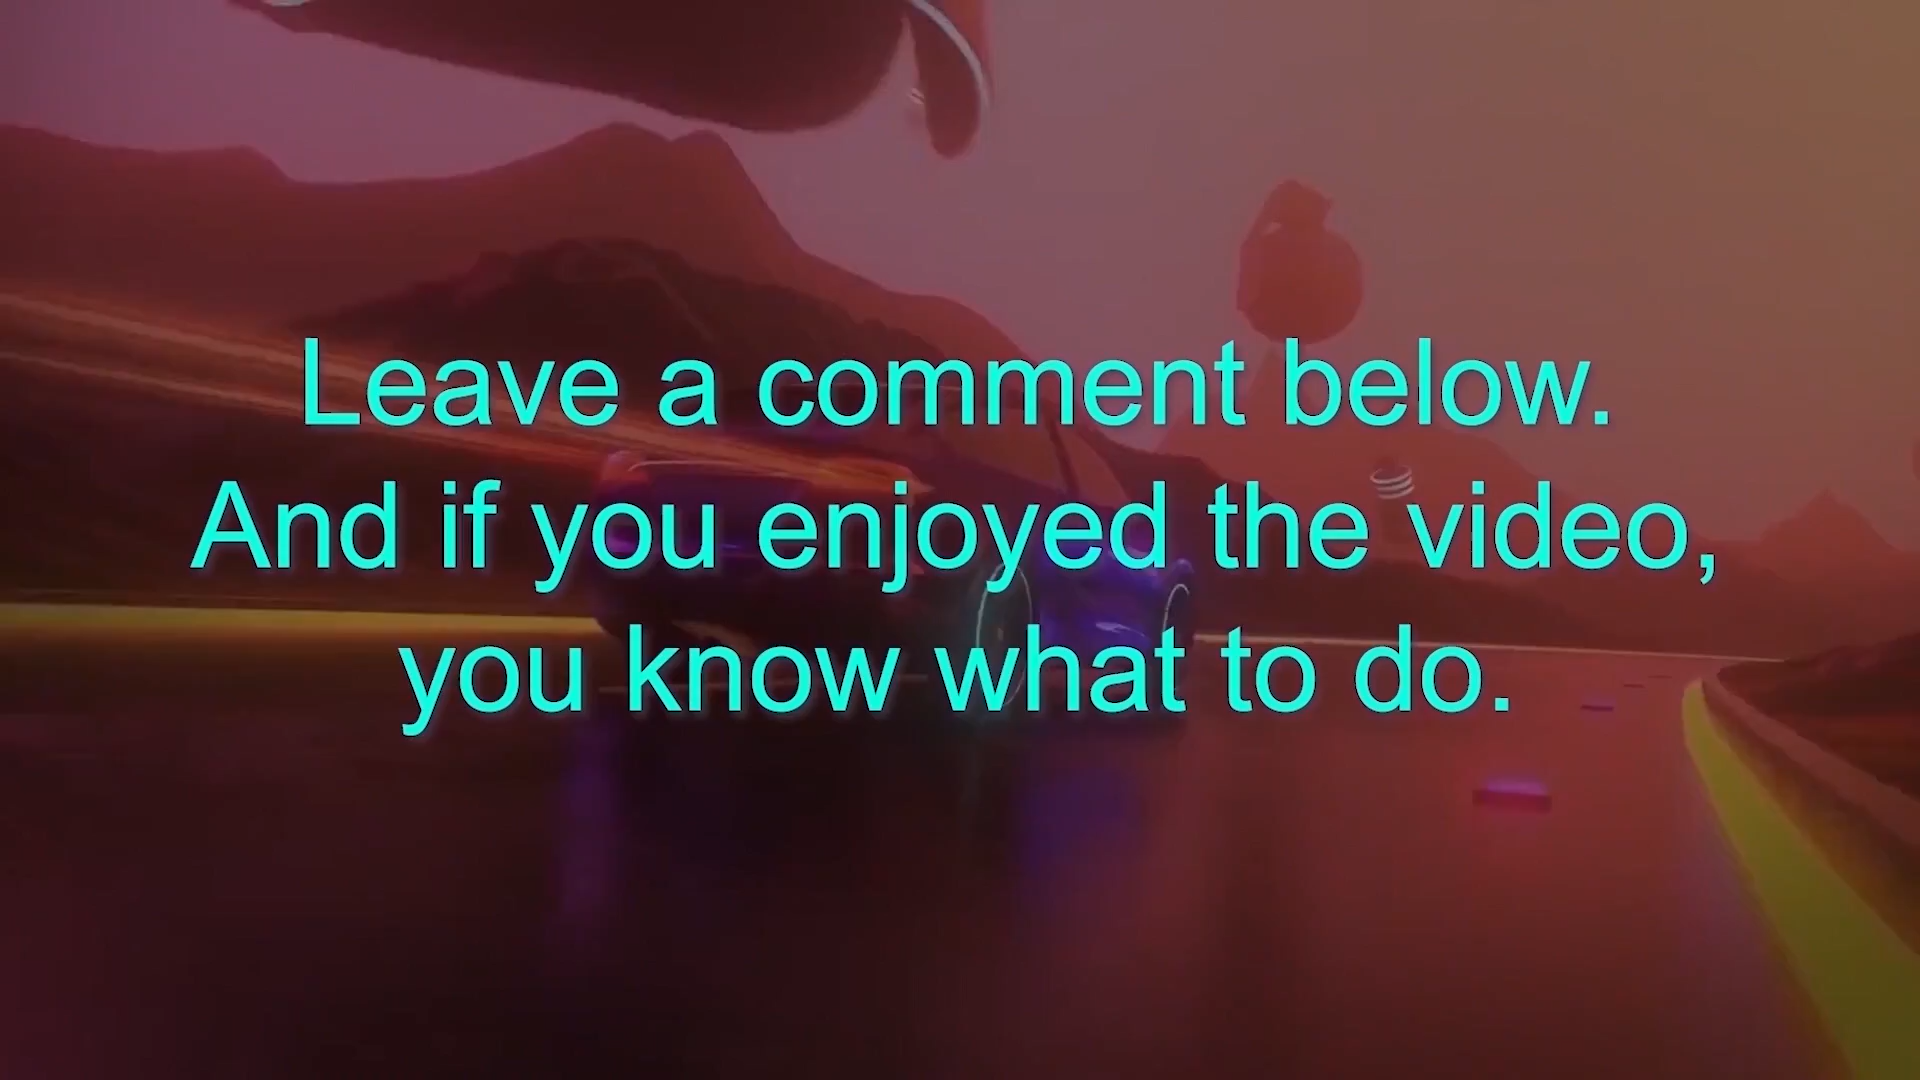 Leave a comment below.
And if you enjoyed the video,
you know what to do.